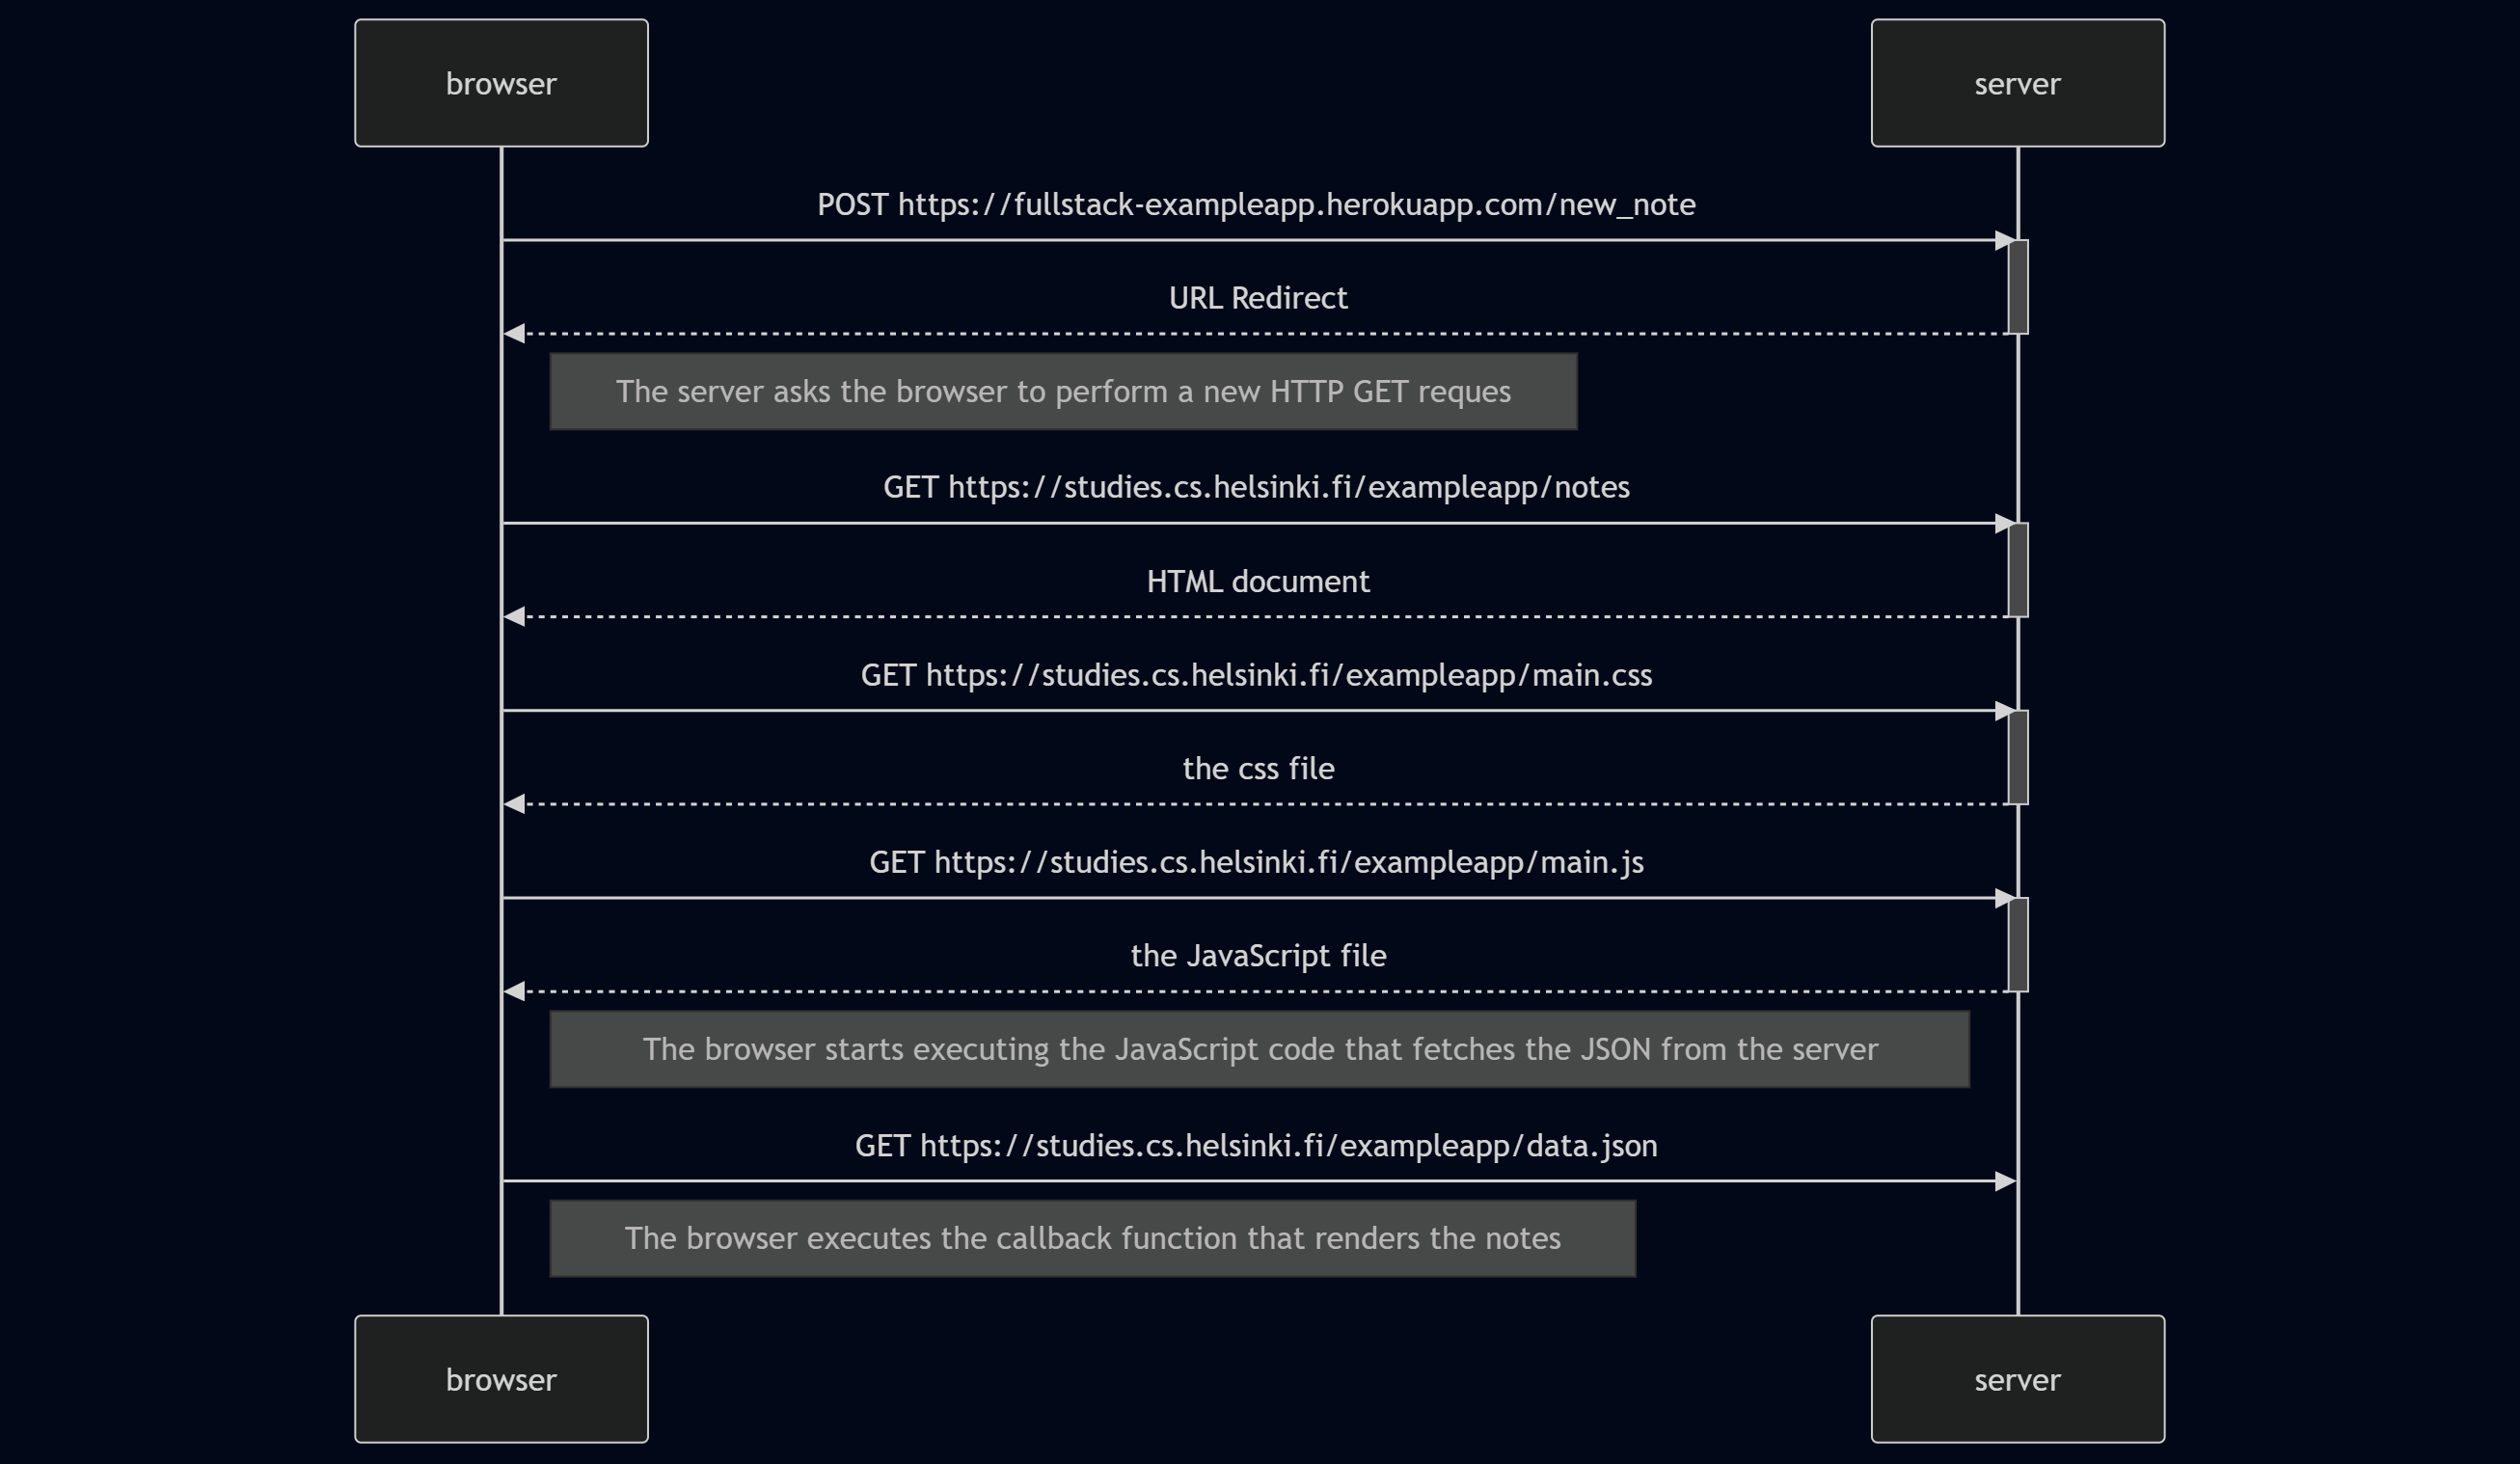 browser
server
POST https://fullstack-exampleapp.herokuapp.com/new_note
URL Redirect
The server asks the browser to perform a new HTTP GET reques
GET https://studies.cs.helsinki.fi/exampleapp/notes
HTML document
GET https://studies.cs.helsinki.fi/exampleapp/main.css
the css file
GET https://studies.cs.helsinki.fi/exampleapp/main.js
the JavaScript file
The browser starts executing the JavaScript code that fetches the JSON from the server
GET https://studies.cs.helsinki.fi/exampleapp/data.json
The browser executes the callback function that renders the notes
browser
server